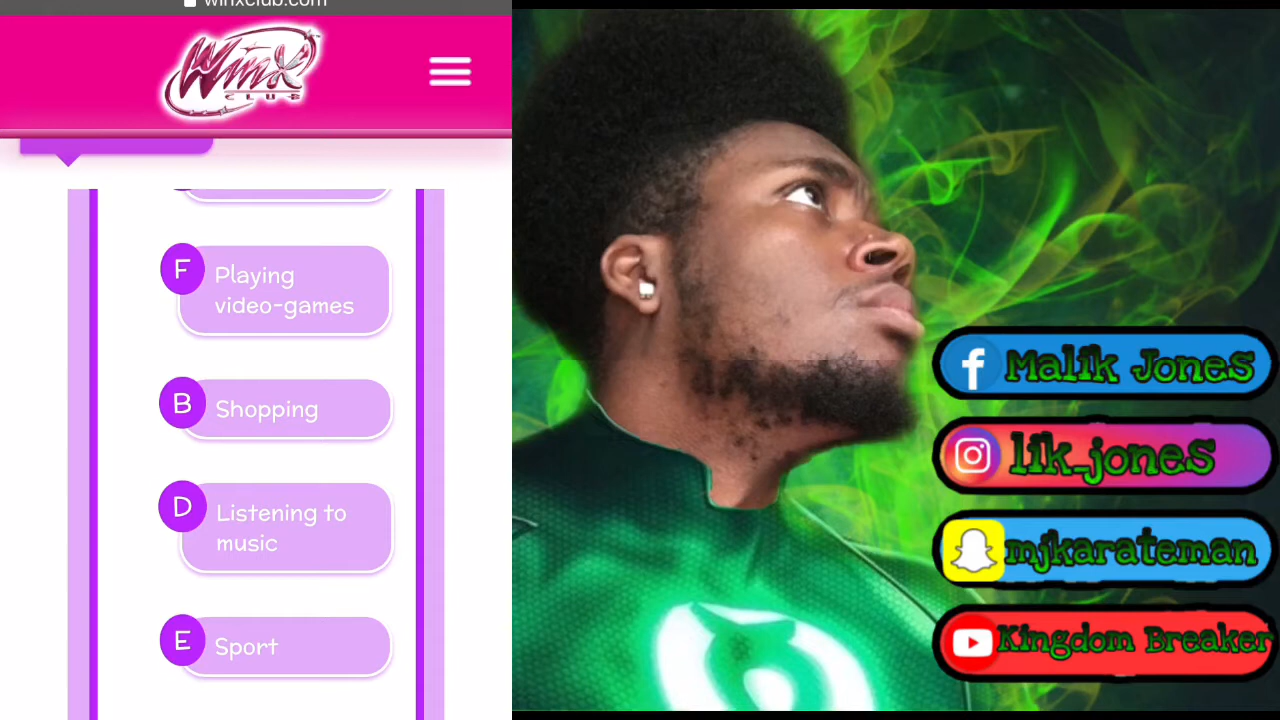 winxclub.com
Winx
CLUB
F
Playing
video-games
B
Shopping
D
Listening to
music
E
Sport
Malik Jones
lik_jones
mjkarateman
Kingdom Breaker